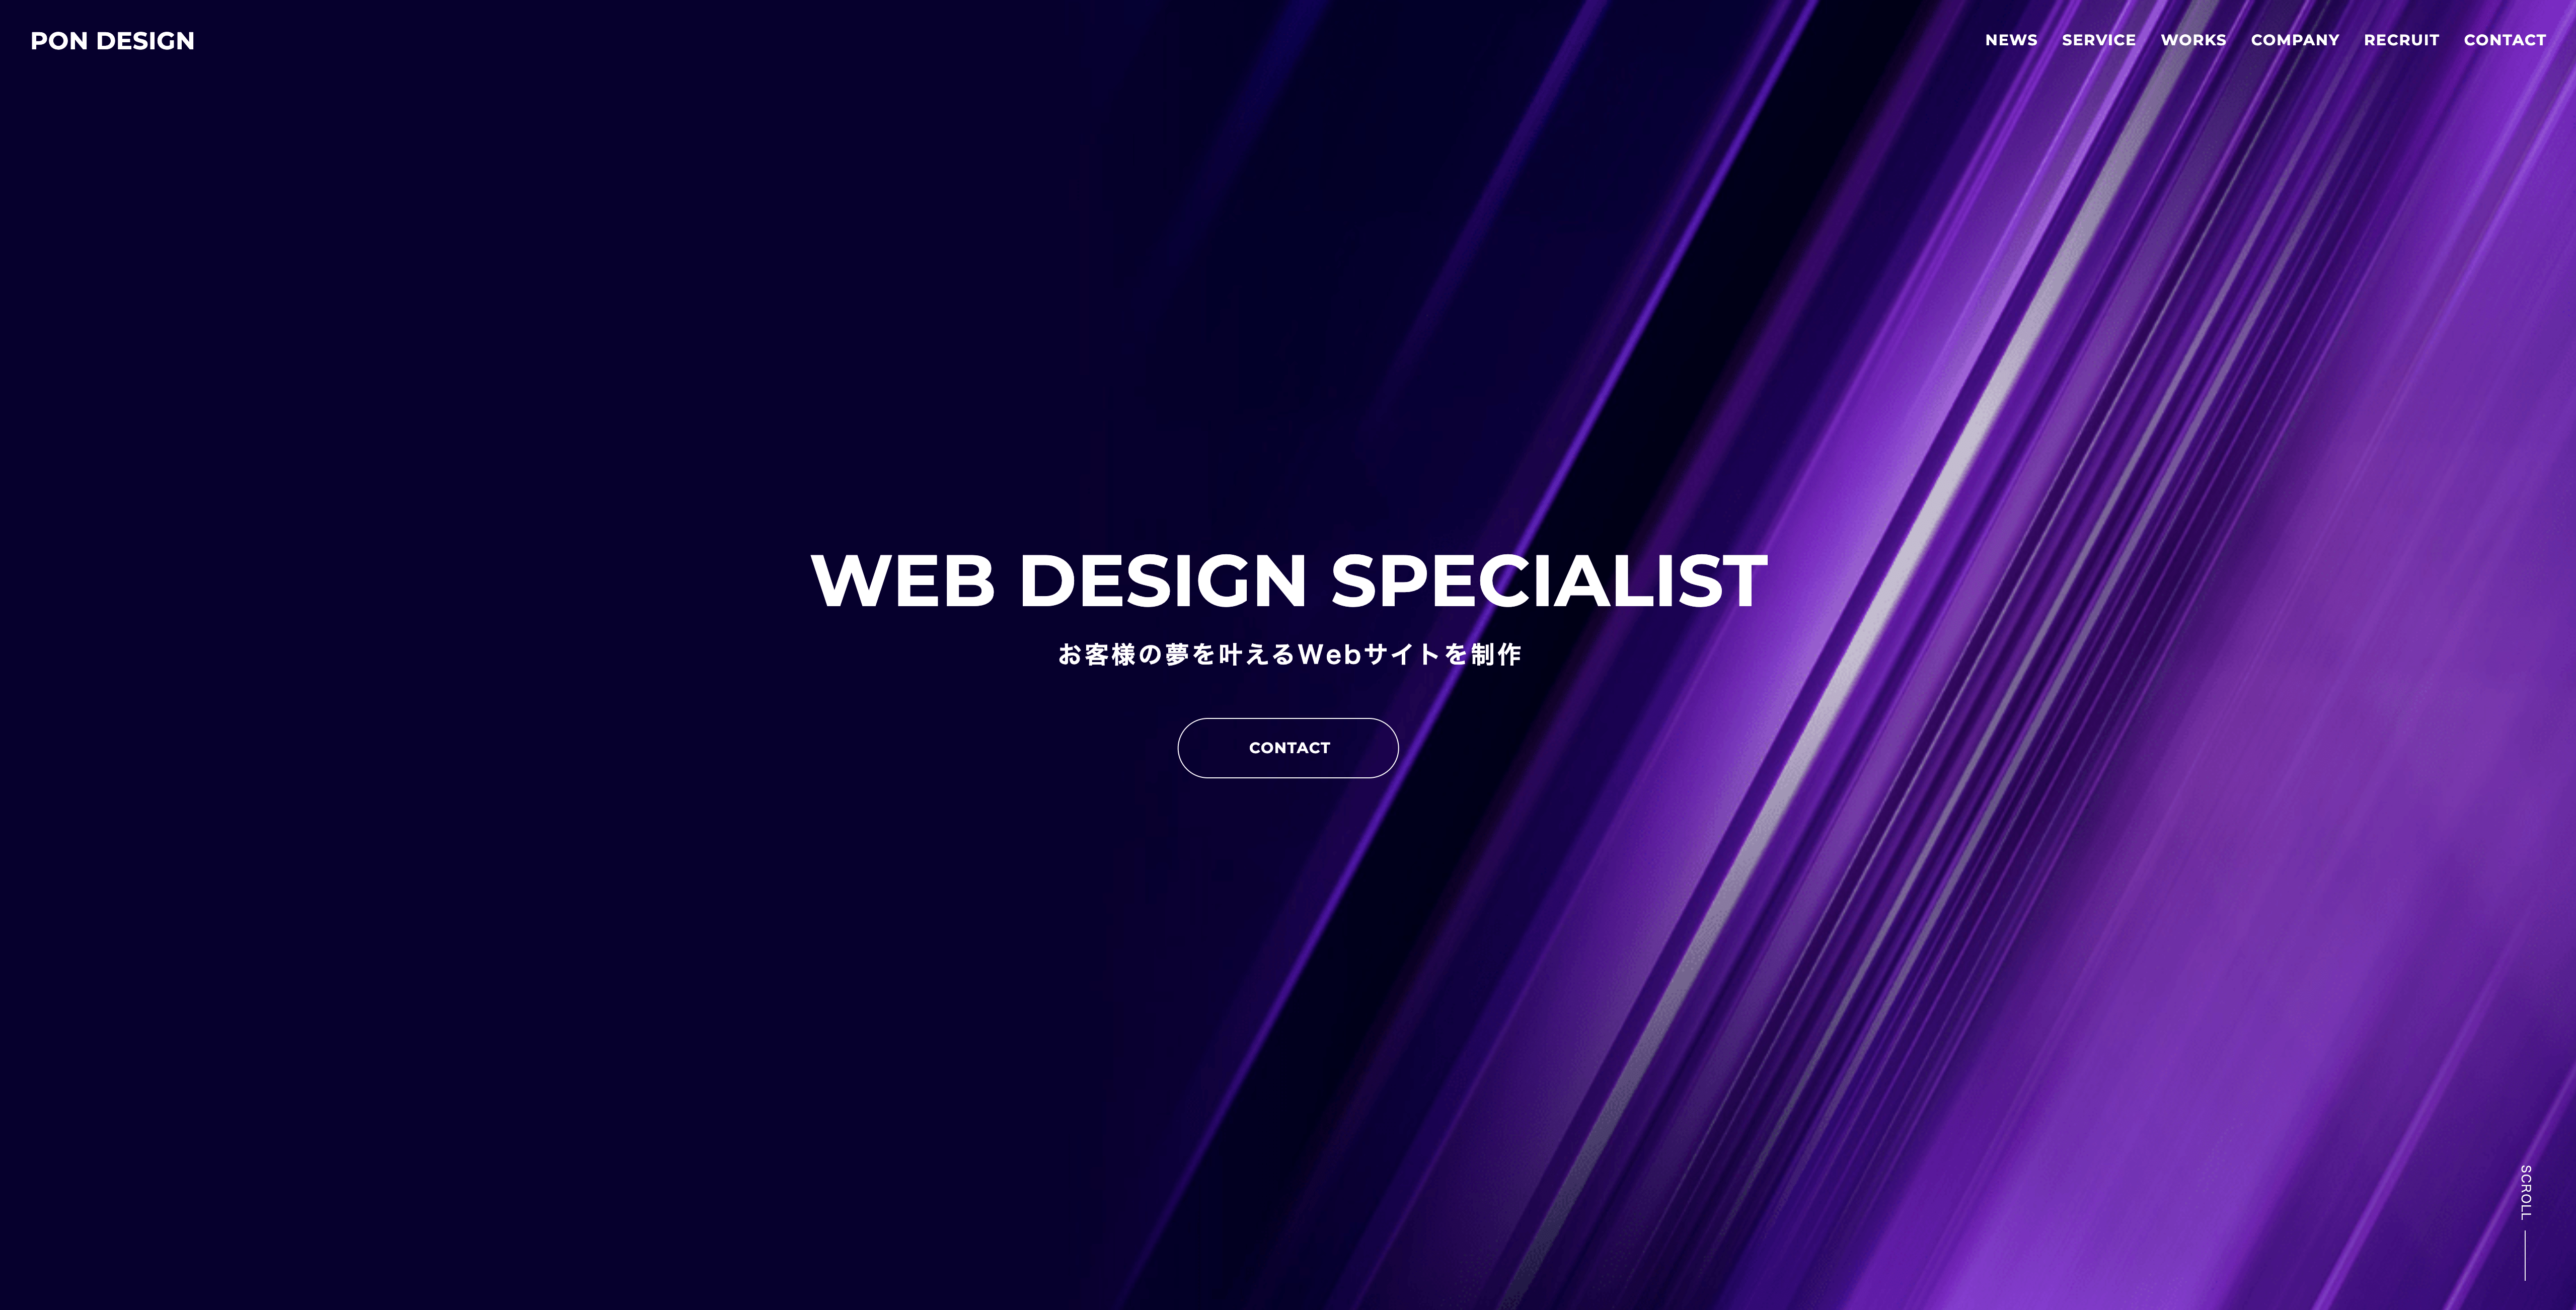 PON DESIGN
NEWS SERVICE WORKS COMPANY RECRUIT CONTACT
WEB DESIGN SPECIALIST
お客様の夢を叶えるWebサイトを制作
CONTACT
SCROLL